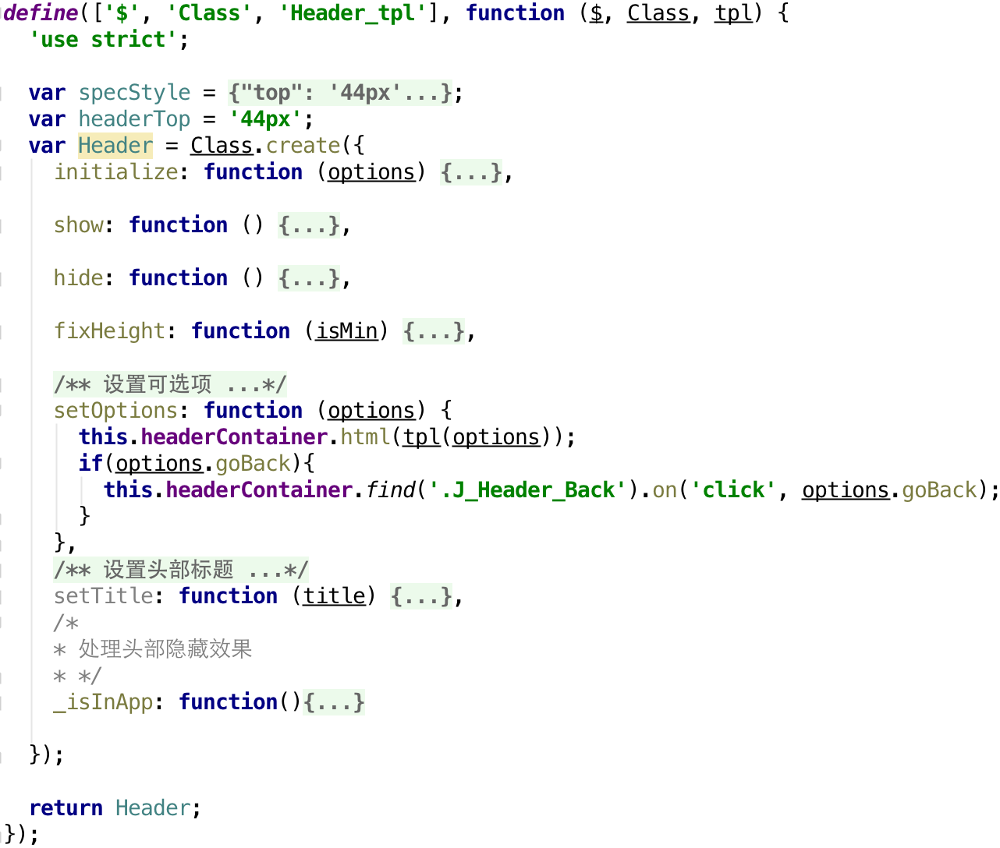 define(['$', 'Class', 'Header_tpl'], function ($, Class, tpl) {
'use strict';
var specStyle = {"top": '44px'...};
var headerTop = '44px';
var Header = Class.create({
initialize: function (options) {...},
show: function () {...},
hide: function () {...},
fixHeight: function (isMin) {...},
/** 设置可选项 ...*/
setOptions: function (options) {
this.headerContainer.html(tpl(options));
if(options.goBack){
this.headerContainer.find('.J_Header_Back').on('click', options.goBack);
}
},
/** 设置头部标题 ...*/
setTitle: function (title) {...},
/*
* 处理头部隐藏效果
* */
_isInApp: function(){...}
});
return Header;
});